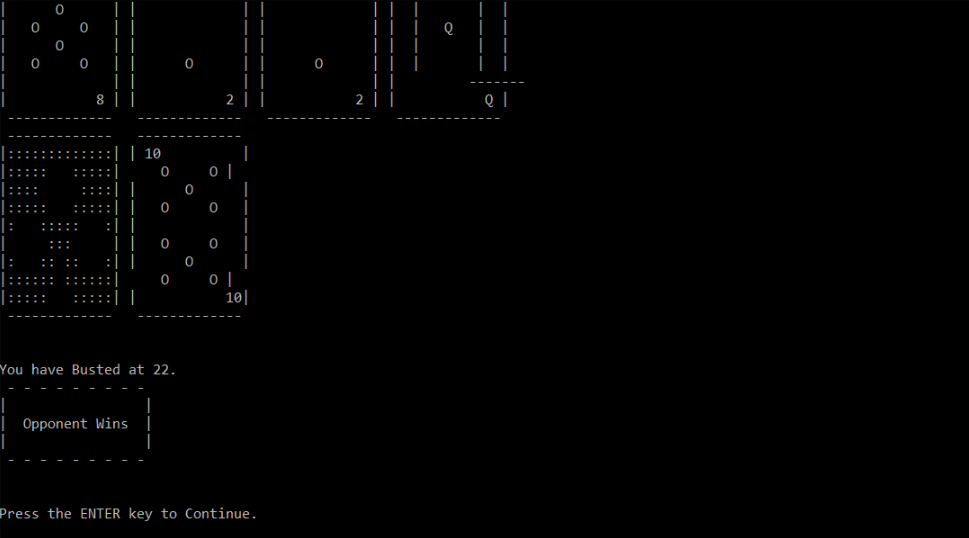 Q
8 2 2 Q
10
10
You have Busted at 22.
Opponent Wins
Press the ENTER key to Continue.